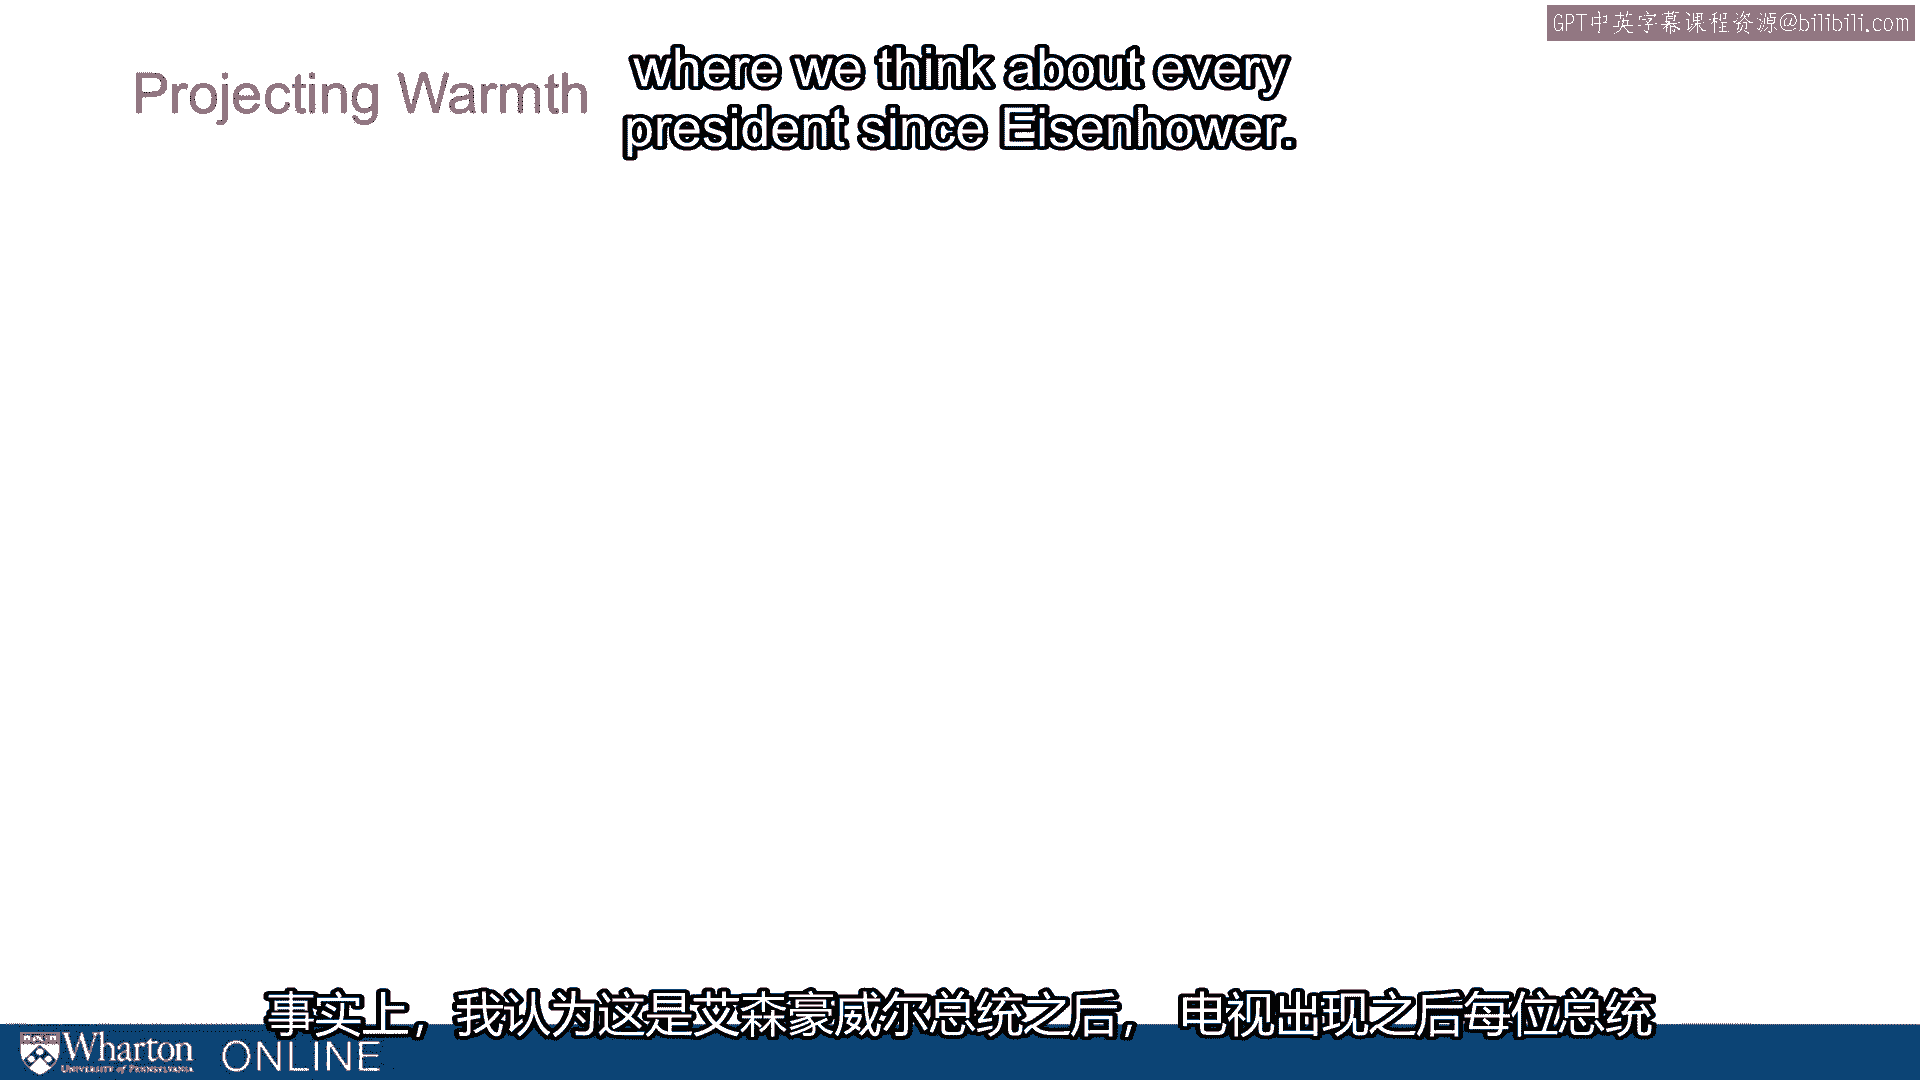 GPT中英字幕课程资源@bilibili.com
Projecting Warmth
where we think about every
president since Eisenhower.
事实上，我认为这是艾森豪威尔总统之后， 电视出现之后每位总统
Wharton
UNIVERSITY of PENNSYLVANIA
ONLINE